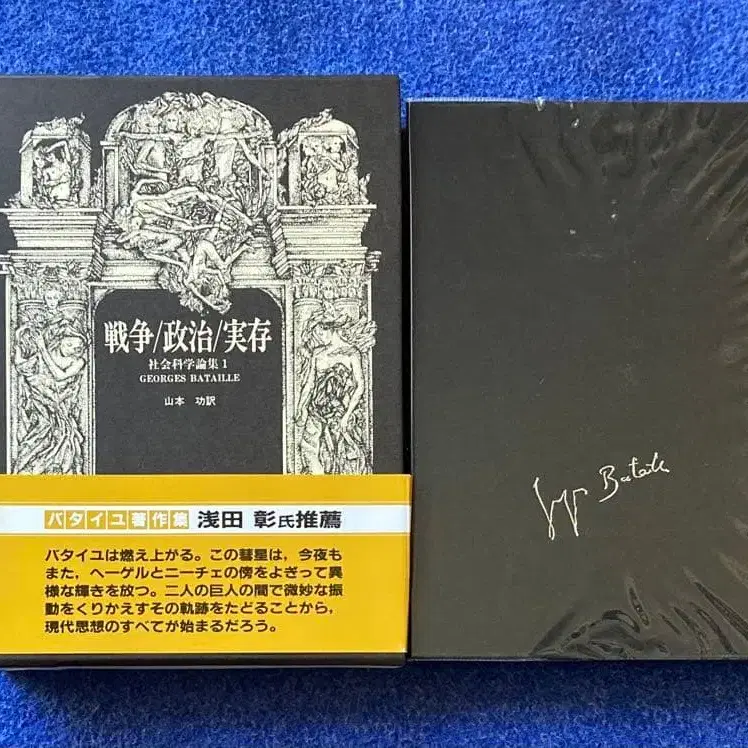 戦争/政治/実存
社会科学論集1
GEORGES BATAILLE
山本 功訳
バタイユ著作集 浅田 彰氏推薦
バタイユは燃え上がる。この彗星は，今夜も
また，ヘーゲルとニーチェの傍をよぎって異
様な輝きを放つ。二人の巨人の間で微妙な振
動をくりかえすその軌跡をたどることから，
現代思想のすべてが始まるだろう。
Bataille